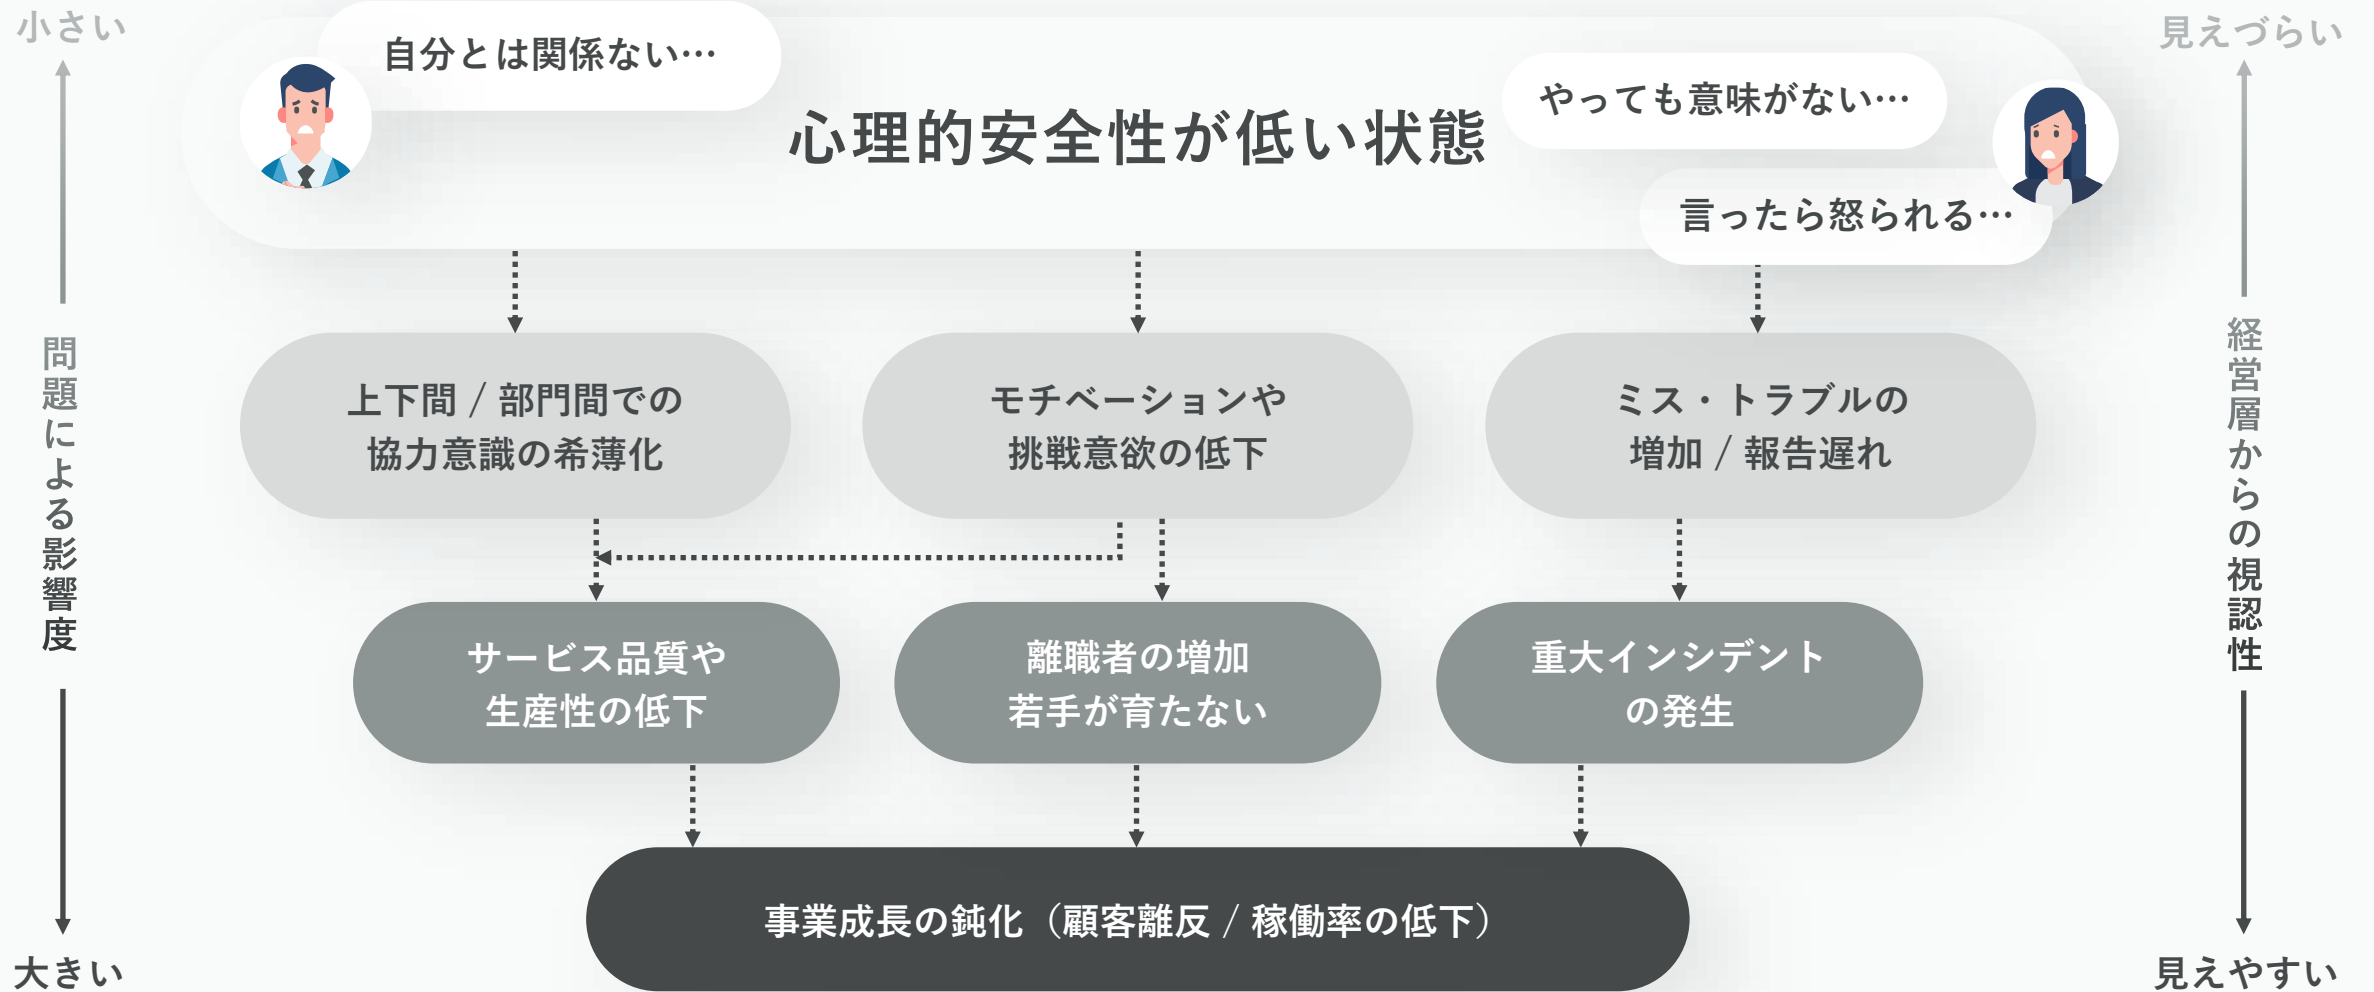 小さい
見えづらい
自分とは関係ない…
やっても意味がない…
心理的安全性が低い状態
言ったら怒られる…
問題による影響度
経営層からの視認性
上下間 / 部門間での
協力意識の希薄化
モチベーションや
挑戦意欲の低下
ミス・トラブルの
増加 / 報告遅れ
サービス品質や
生産性の低下
離職者の増加
若手が育たない
重大インシデント
の発生
事業成長の鈍化（顧客離反 / 稼働率の低下）
大きい
見えやすい